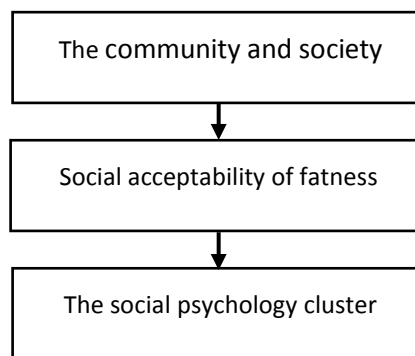 The community and society
Social acceptability of fatness
The social psychology cluster